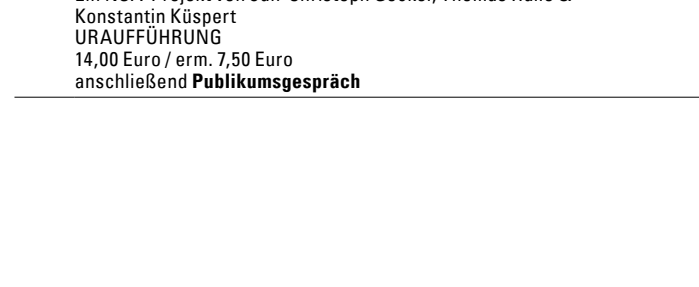 Konstantin Küspert
URAUFFÜHRUNG
14,00 Euro / erm. 7,50 Euro
anschließend Publikumsgespräch